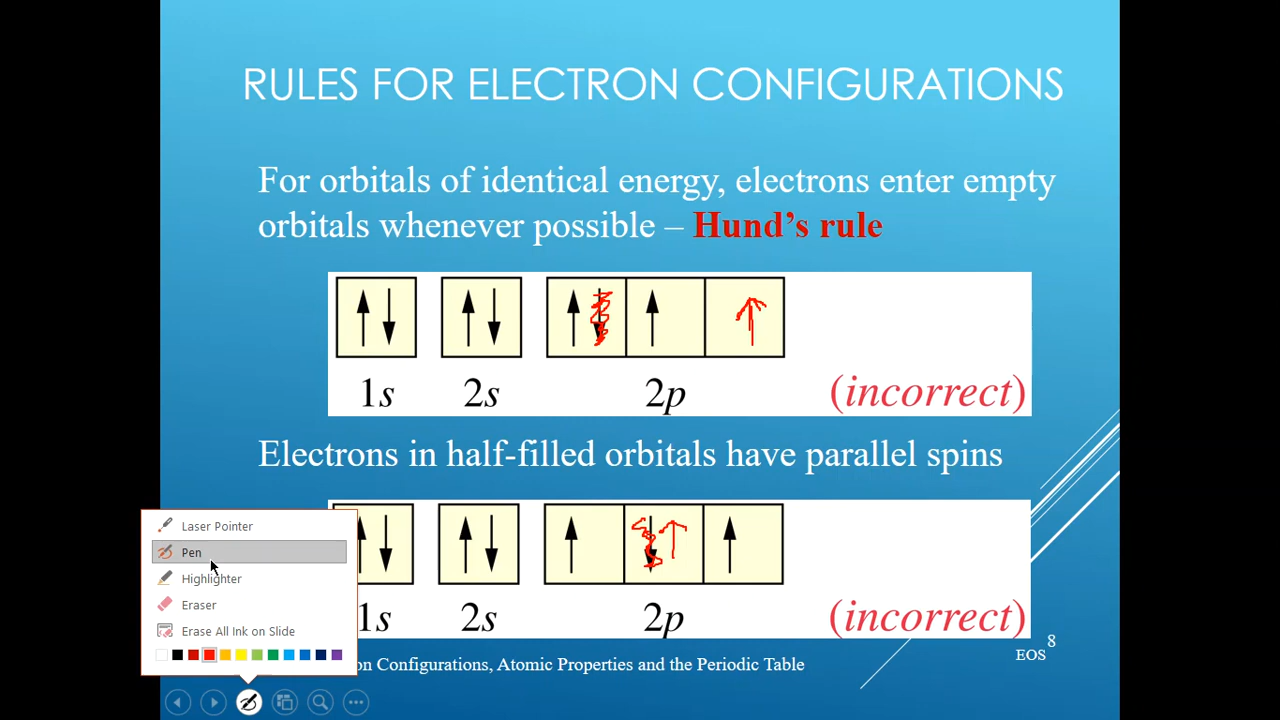 RULES FOR ELECTRON CONFIGURATIONS
For orbitals of identical energy, electrons enter empty
orbitals whenever possible – Hund's rule
1s 2s 2p (incorrect)
Electrons in half-filled orbitals have parallel spins
1s 2s 2p (incorrect)
Laser Pointer
Pen
Highlighter
Eraser
Erase All Ink on Slide
on Configurations, Atomic Properties and the Periodic Table
8
EOS